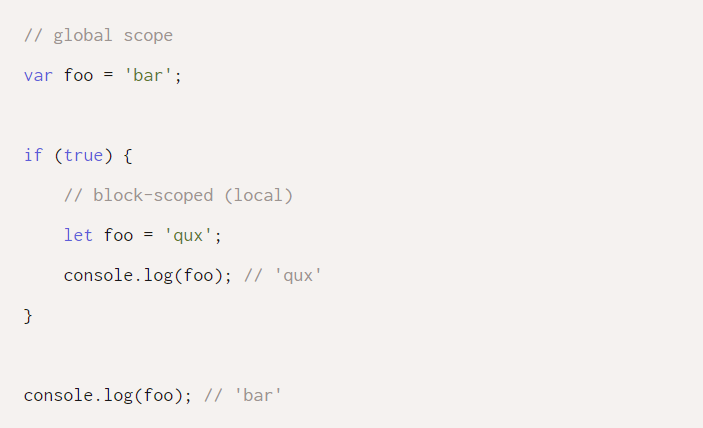 // global scope
var foo = 'bar';
if (true) {
// block-scoped (local)
let foo = 'qux';
console.log(foo); // 'qux'
}
console.log(foo); // 'bar'